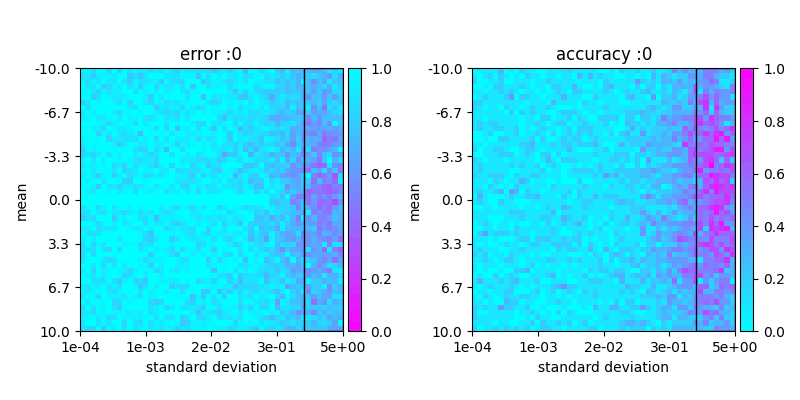 error :0
accuracy :0
-10.0
-6.7
-3.3
0.0
3.3
6.7
10.0
mean
1e-04
1e-03
2e-02
3e-01
5e+00
standard deviation
1.0
0.8
0.6
0.4
0.2
0.0
-10.0
-6.7
-3.3
0.0
3.3
6.7
10.0
mean
1e-04
1e-03
2e-02
3e-01
5e+00
standard deviation
1.0
0.8
0.6
0.4
0.2
0.0